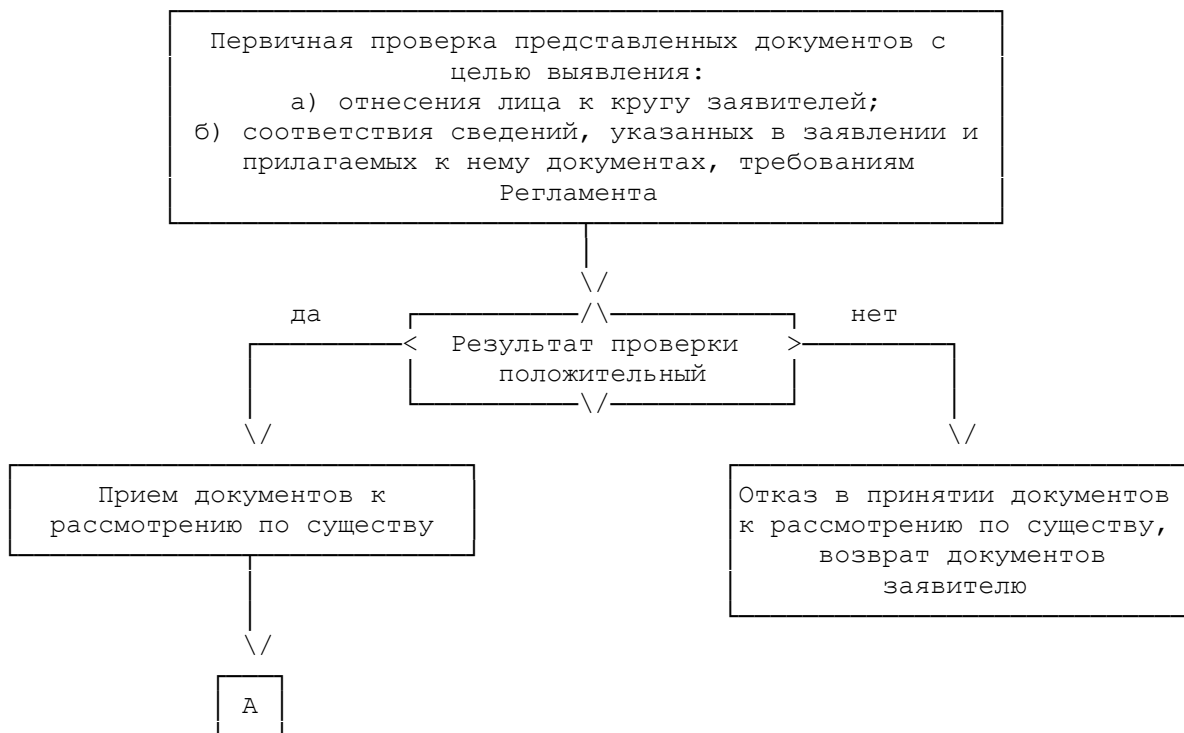 Первичная проверка представленных документов с
целью выявления:
а) отнесения лица к кругу заявителей;
б) соответствия сведений, указанных в заявлении и
прилагаемых к нему документах, требованиям
Регламента
да
нет
Результат проверки
положительный
Прием документов к
рассмотрению по существу
Отказ в принятии документов
к рассмотрению по существу,
возврат документов
заявителю
А